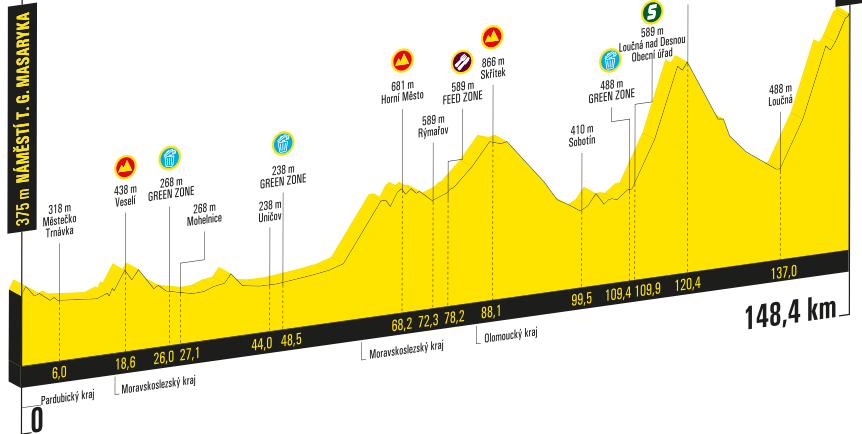 375 m NÁMĚSTÍ T. G. MASARYKA
318 m
Městečko
Trnávka
438 m
Veselí
268 m
GREEN ZONE
268 m
Mohelnice
238 m
GREEN ZONE
238 m
Uničov
681 m
Horní Město
589 m
Rýmařov
589 m
FEED ZONE
866 m
Skřítek
410 m
Sobotín
488 m
GREEN ZONE
S
589 m
Loučná nad Desnou
Obecní úřad
488 m
Loučná
6,0
18,6
26,0
27,1
44,0
48,5
68,2
72,3
78,2
88,1
99,5
109,4
109,9
120,4
137,0
148,4 km
Pardubický kraj
Moravskoslezský kraj
Moravskoslezský kraj
Olomoucký kraj
0